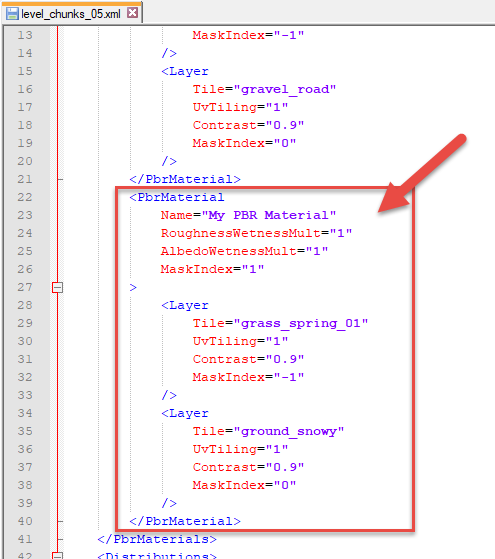 level_chunks_05.xml
13 MaskIndex="-1"
14 />
15 <Layer
16 Tile="gravel_road"
17 UvTiling="1"
18 Contrast="0.9"
19 MaskIndex="0"
20 />
21 </PbrMaterial>
22 <PbrMaterial
23 Name="My PBR Material"
24 RoughnessWetnessMult="1"
25 AlbedoWetnessMult="1"
26 MaskIndex="1"
27 >
28 <Layer
29 Tile="grass_spring_01"
30 UvTiling="1"
31 Contrast="0.9"
32 MaskIndex="-1"
33 />
34 <Layer
35 Tile="ground_snowy"
36 UvTiling="1"
37 Contrast="0.9"
38 MaskIndex="0"
39 />
40 </PbrMaterial>
41 </PbrMaterials>
42 <Distributions>